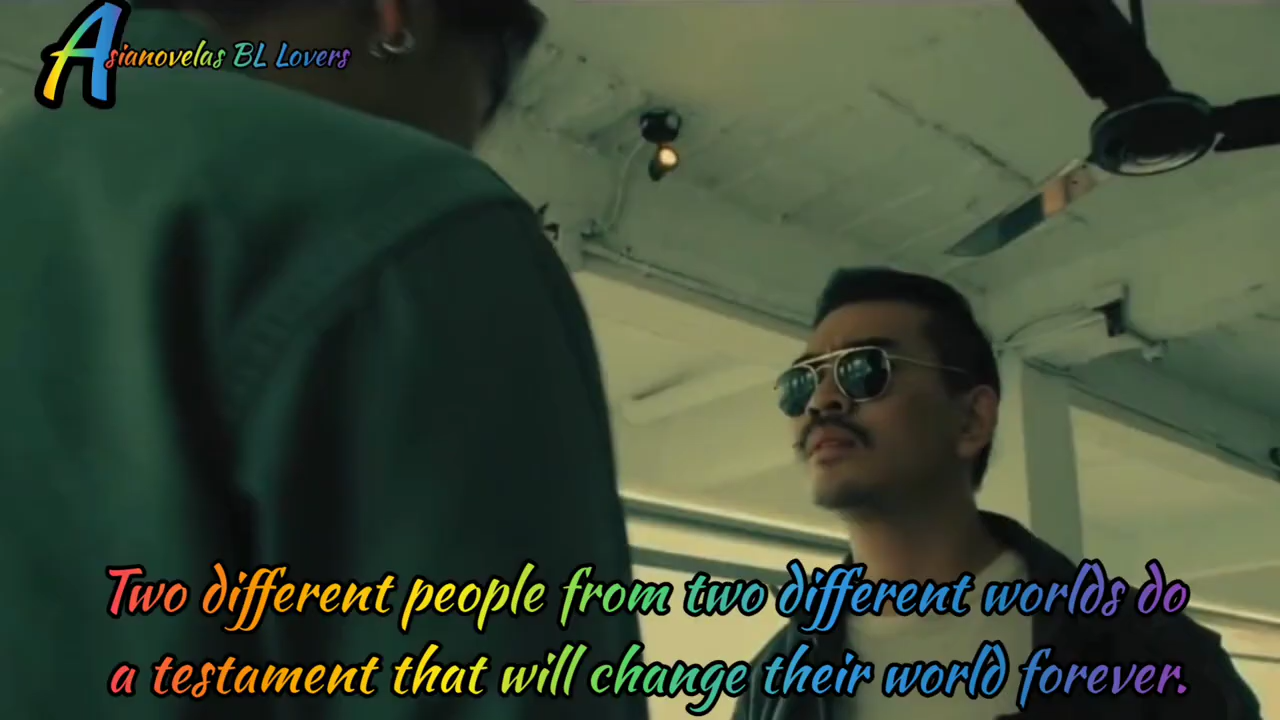 Asianovelas BL Lovers
Two different people from two different worlds do
a testament that will change their world forever.